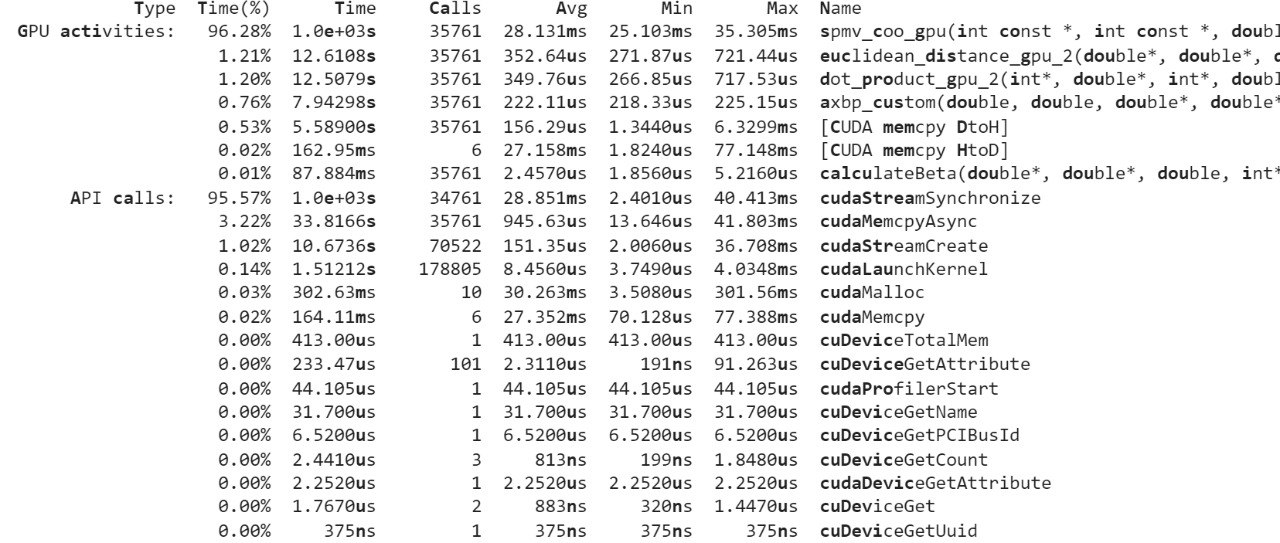 Type Time(%) Time Calls Avg Min Max Name
GPU activities: 96.28% 1.0e+03s 35761 28.131ms 25.103ms 35.305ms spmv_coo_gpu(int const *, int const *, doubl
1.21% 12.6108s 35761 352.64us 271.87us 721.44us euclidean_distance_gpu_2(double*, double*, d
1.20% 12.5079s 35761 349.76us 266.85us 717.53us dot_product_gpu_2(int*, double*, int*, doubl
0.76% 7.94298s 35761 222.11us 218.33us 225.15us axbp_custom(double, double, double*, double*
0.53% 5.58900s 35761 156.29us 1.3440us 6.3299ms [CUDA memcpy DtoH]
0.02% 162.95ms 6 27.158ms 1.8240us 77.148ms [CUDA memcpy HtoD]
0.01% 87.884ms 35761 2.4570us 1.8560us 5.2160us calculateBeta(double*, double*, double, int*
API calls: 95.57% 1.0e+03s 34761 28.851ms 2.4010us 40.413ms cudaStreamSynchronize
3.22% 33.8166s 35761 945.63us 13.646us 41.803ms cudaMemcpyAsync
1.02% 10.6736s 70522 151.35us 2.0060us 36.708ms cudaStreamCreate
0.14% 1.51212s 178805 8.4560us 3.7490us 4.0348ms cudaLaunchKernel
0.03% 302.63ms 10 30.263ms 3.5080us 301.56ms cudaMalloc
0.02% 164.11ms 6 27.352ms 70.128us 77.388ms cudaMemcpy
0.00% 413.00us 1 413.00us 413.00us 413.00us cuDeviceTotalMem
0.00% 233.47us 101 2.3110us 191ns 91.263us cuDeviceGetAttribute
0.00% 44.105us 1 44.105us 44.105us 44.105us cudaProfilerStart
0.00% 31.700us 1 31.700us 31.700us 31.700us cuDeviceGetName
0.00% 6.5200us 1 6.5200us 6.5200us 6.5200us cuDeviceGetPCIBusId
0.00% 2.4410us 3 813ns 199ns 1.8480us cuDeviceGetCount
0.00% 2.2520us 1 2.2520us 2.2520us 2.2520us cudaDeviceGetAttribute
0.00% 1.7670us 2 883ns 320ns 1.4470us cuDeviceGet
0.00% 375ns 1 375ns 375ns 375ns cuDeviceGetUuid